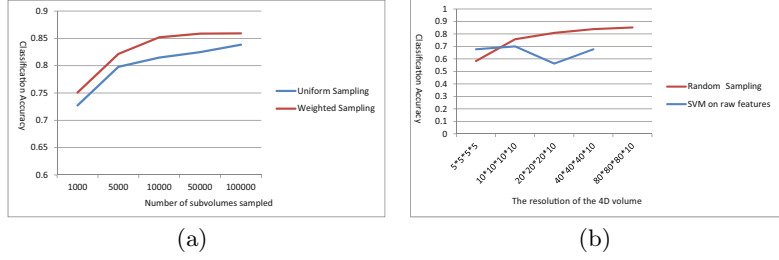 0.9
0.85
0.8
0.75
0.7
0.65
0.6
Classification Accuracy
1000 5000 10000 50000 100000
Number of subvolumes sampled
Uniform Sampling
Weighted Sampling
(a)
1
0.9
0.8
0.7
0.6
0.5
0.4
0.3
0.2
0.1
0
Classification Accuracy
5*5*5*5 10*10*10*10 20*20*20*10 40*40*40*10 80*80*80*10
The resolution of the 4D volume
Random Sampling
SVM on raw features
(b)